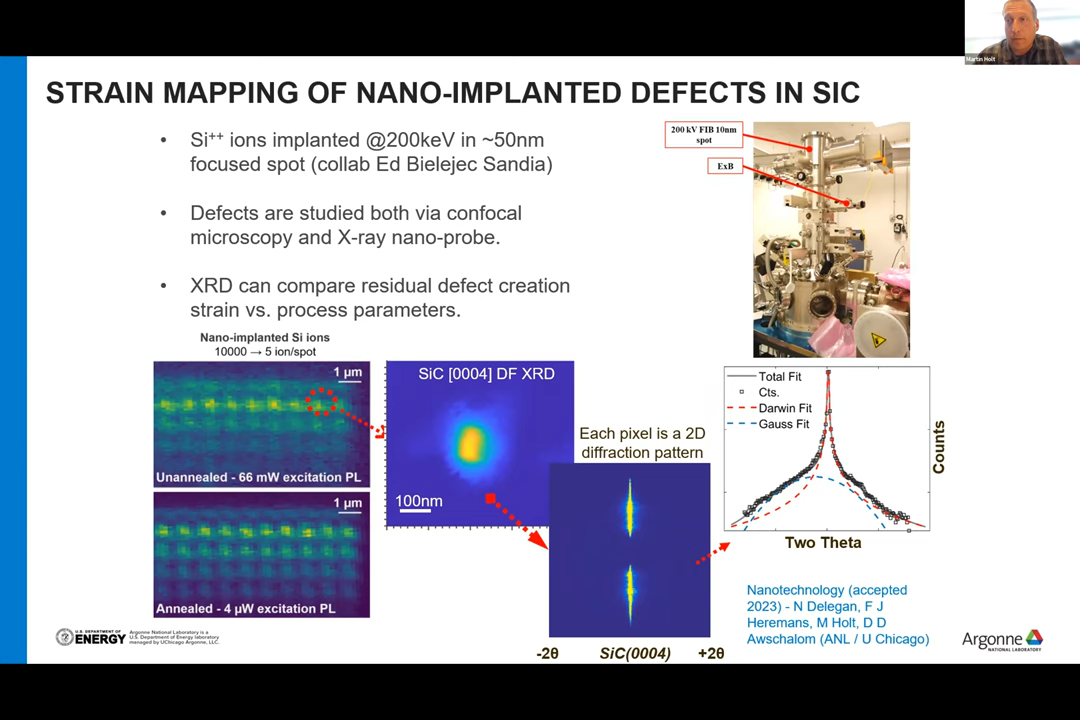 Martin Holt
STRAIN MAPPING OF NANO-IMPLANTED DEFECTS IN SIC
• Si++ ions implanted @200keV in ~50nm
focused spot (collab Ed Bielejec Sandia)
• Defects are studied both via confocal
microscopy and X-ray nano-probe.
• XRD can compare residual defect creation
strain vs. process parameters.
200 kV FIB 10nm
spot
ExB
Nano-implanted Si ions
10000 → 5 ion/spot
1 µm
Unannealed - 66 mW excitation PL
1 µm
Annealed - 4 µW excitation PL
SiC [0004] DF XRD
100nm
Each pixel is a 2D
diffraction pattern
-2θ SiC(0004) +2θ
Total Fit
Cts.
Darwin Fit
Gauss Fit
Counts
Two Theta
Nanotechnology (accepted
2023) - N Delegan, F J
Heremans, M Holt, D D
Awschalom (ANL / U Chicago)
U.S. DEPARTMENT OF
ENERGY
Argonne National Laboratory is a
U.S. Department of Energy laboratory
managed by UChicago Argonne, LLC.
Argonne
NATIONAL LABORATORY